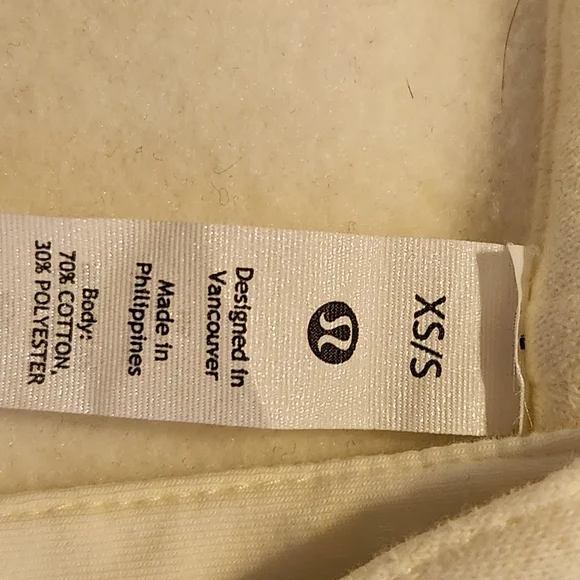 XS/S
Designed in
Vancouver
Made in
Philippines
Body:
70% COTTON,
30% POLYESTER